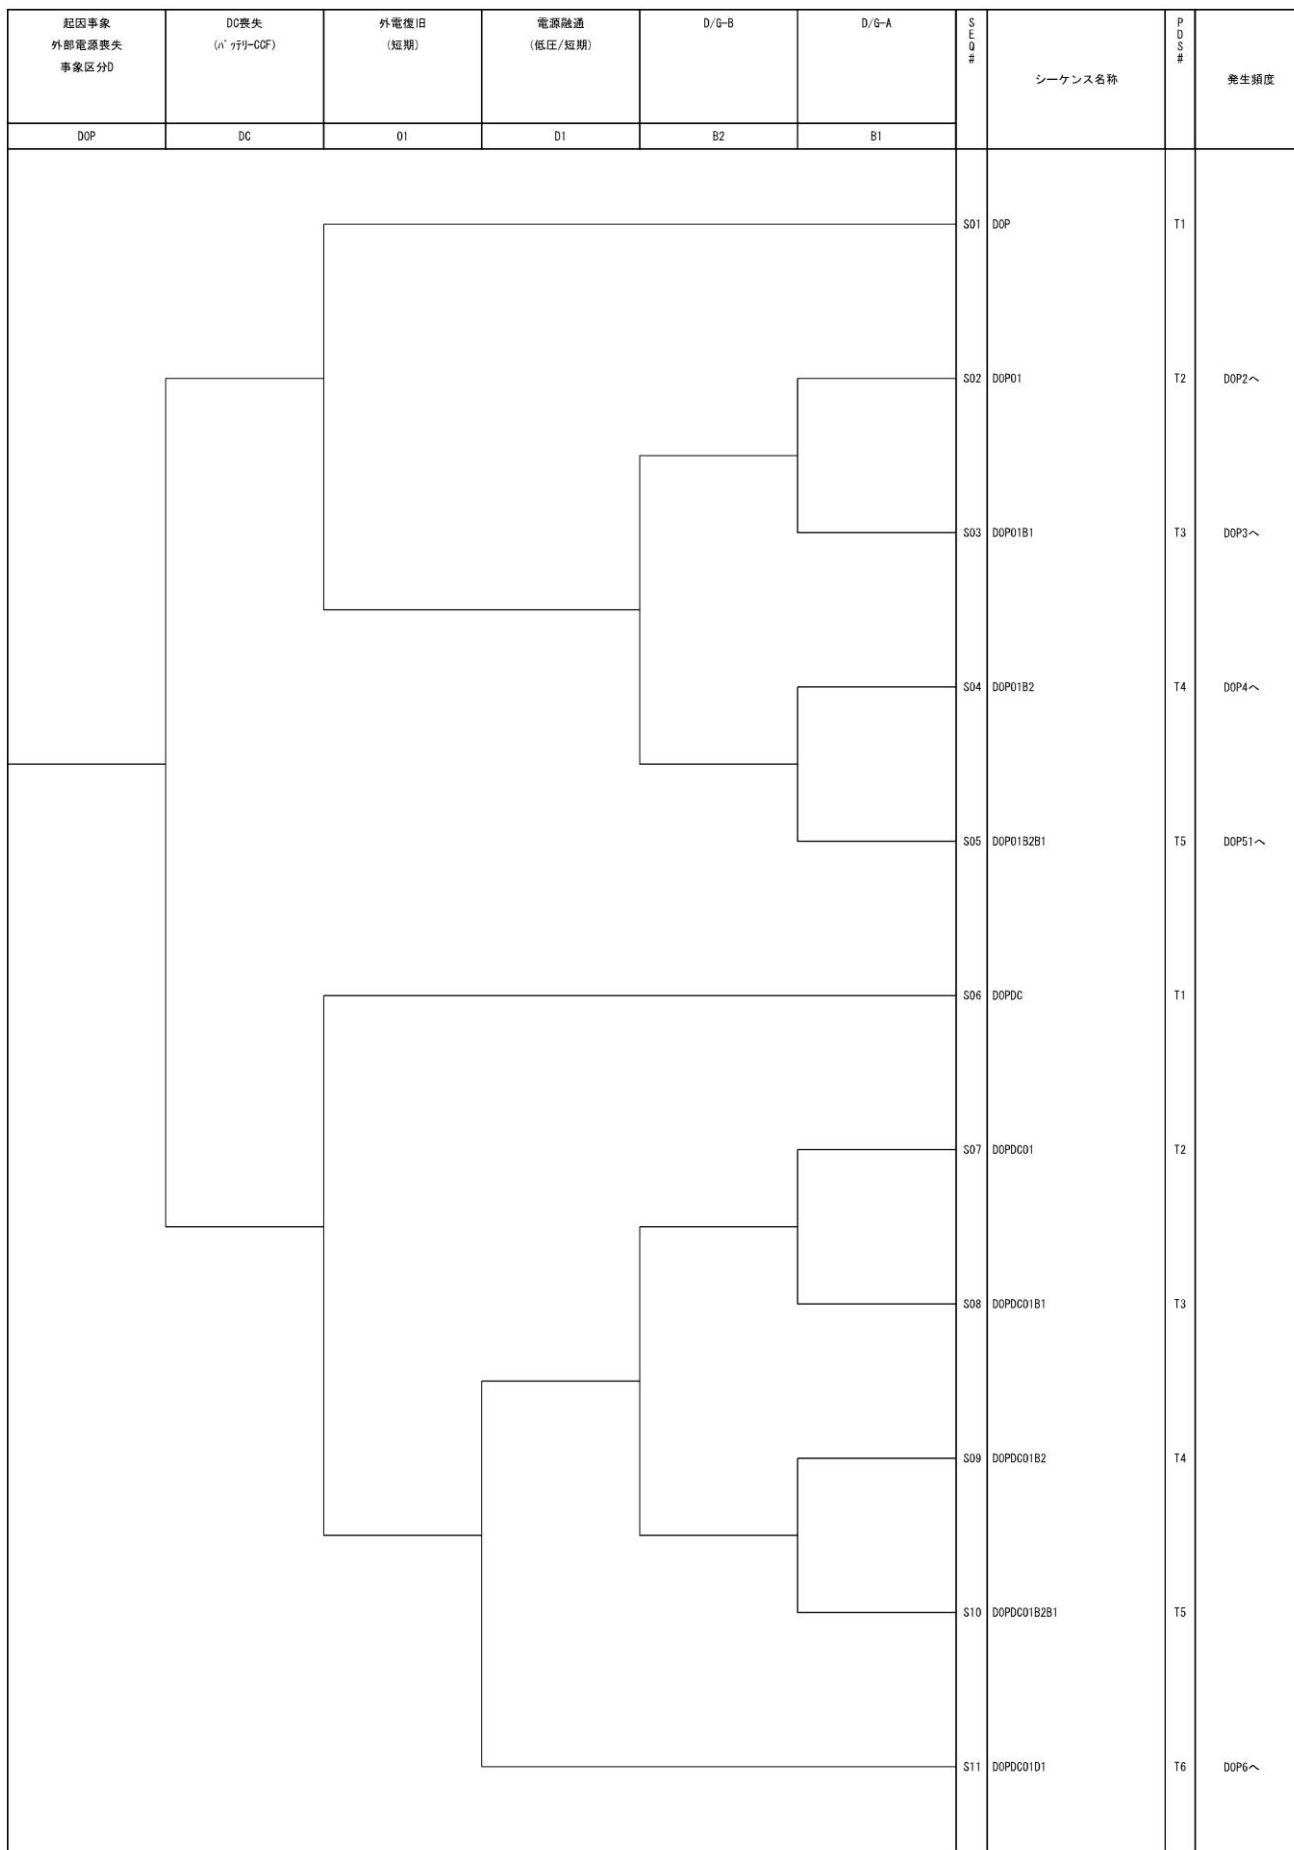 起因事象
外部電源喪失
事象区分D
DC喪失
(バッテリーCCF)
外電復旧
(短期)
電源融通
(低圧/短期)
D/G-B
D/G-A
SEQ#
シーケンス名称
PDS#
発生頻度
DOP DC O1 D1 B2 B1
S01 DOP T1
S02 DOPO1 T2 DOP2へ
S03 DOPO1B1 T3 DOP3へ
S04 DOPO1B2 T4 DOP4へ
S05 DOPO1B2B1 T5 DOP51へ
S06 DOPDC T1
S07 DOPDCO1 T2
S08 DOPDCO1B1 T3
S09 DOPDCO1B2 T4
S10 DOPDCO1B2B1 T5
S11 DOPDCO1D1 T6 DOP6へ